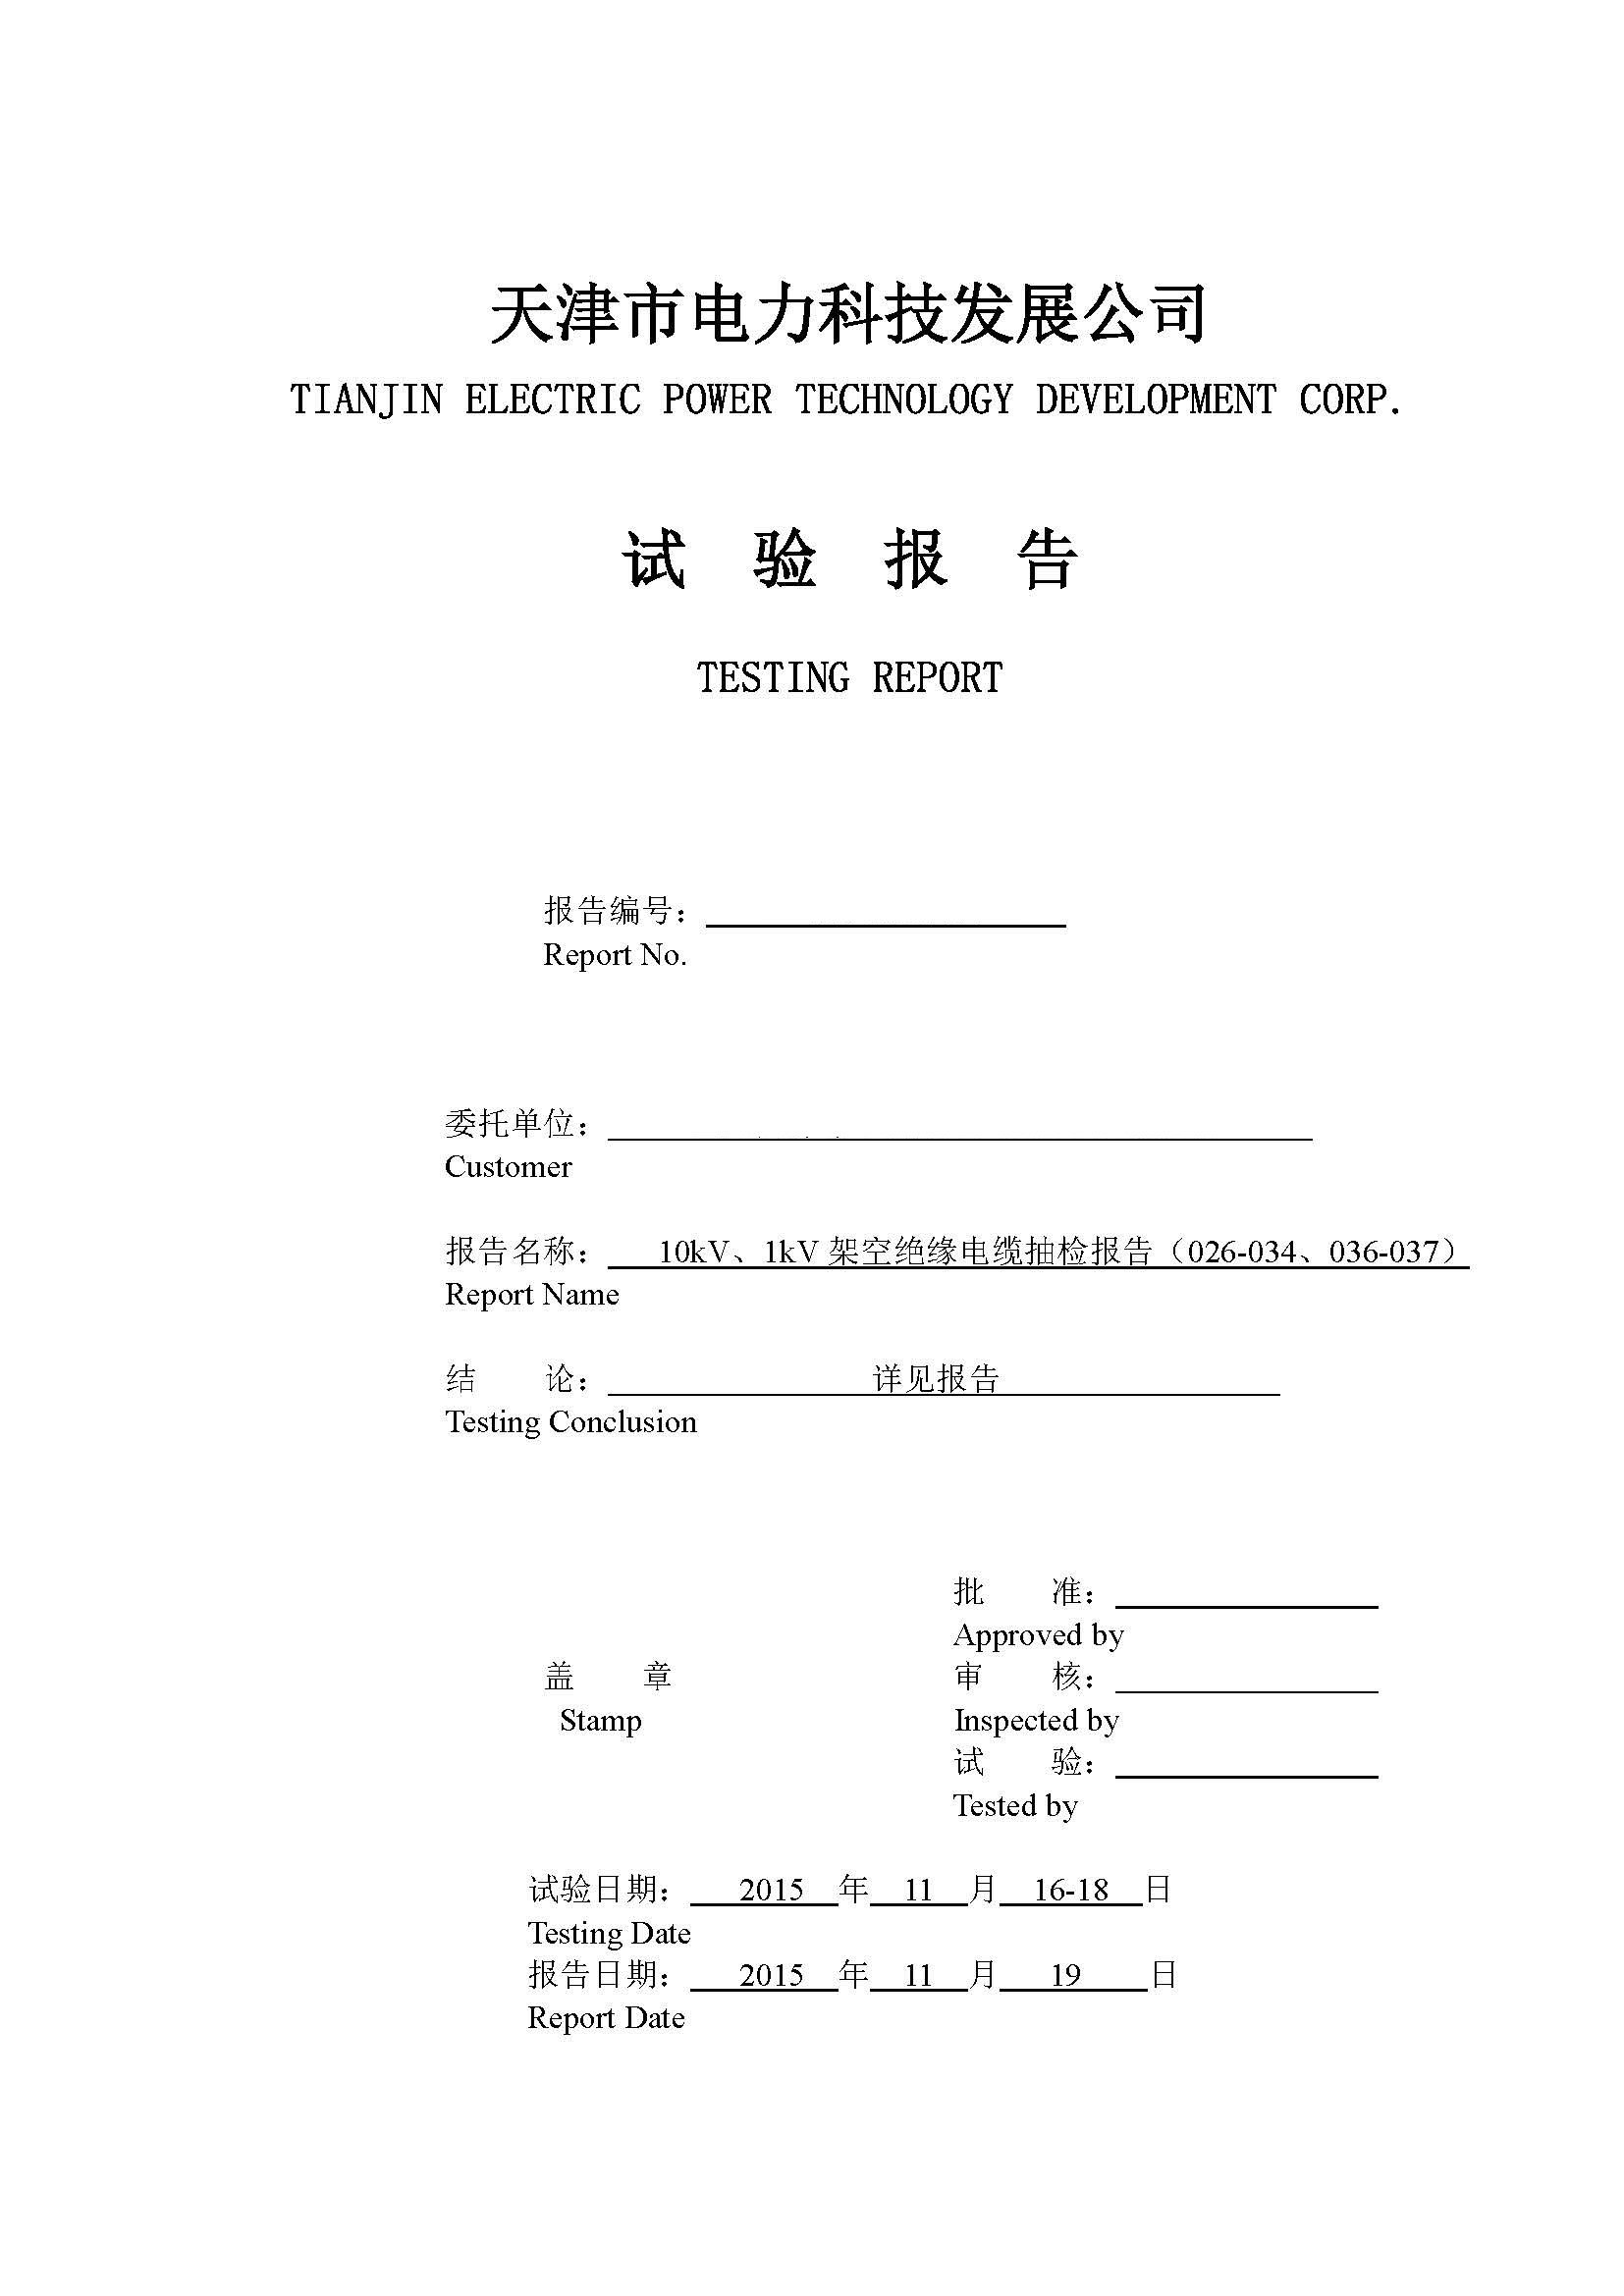 天津市电力科技发展公司
TIANJIN ELECTRIC POWER TECHNOLOGY DEVELOPMENT CORP.
试 验 报 告
TESTING REPORT
报告编号：
Report No.
委托单位：
Customer
报告名称： 10kV、1kV 架空绝缘电缆抽检报告（026-034、036-037）
Report Name
结 论： 详见报告
Testing Conclusion
批 准：
Approved by
盖 章 审 核：
Stamp Inspected by
试 验：
Tested by
试验日期： 2015 年 11 月 16-18 日
Testing Date
报告日期： 2015 年 11 月 19 日
Report Date